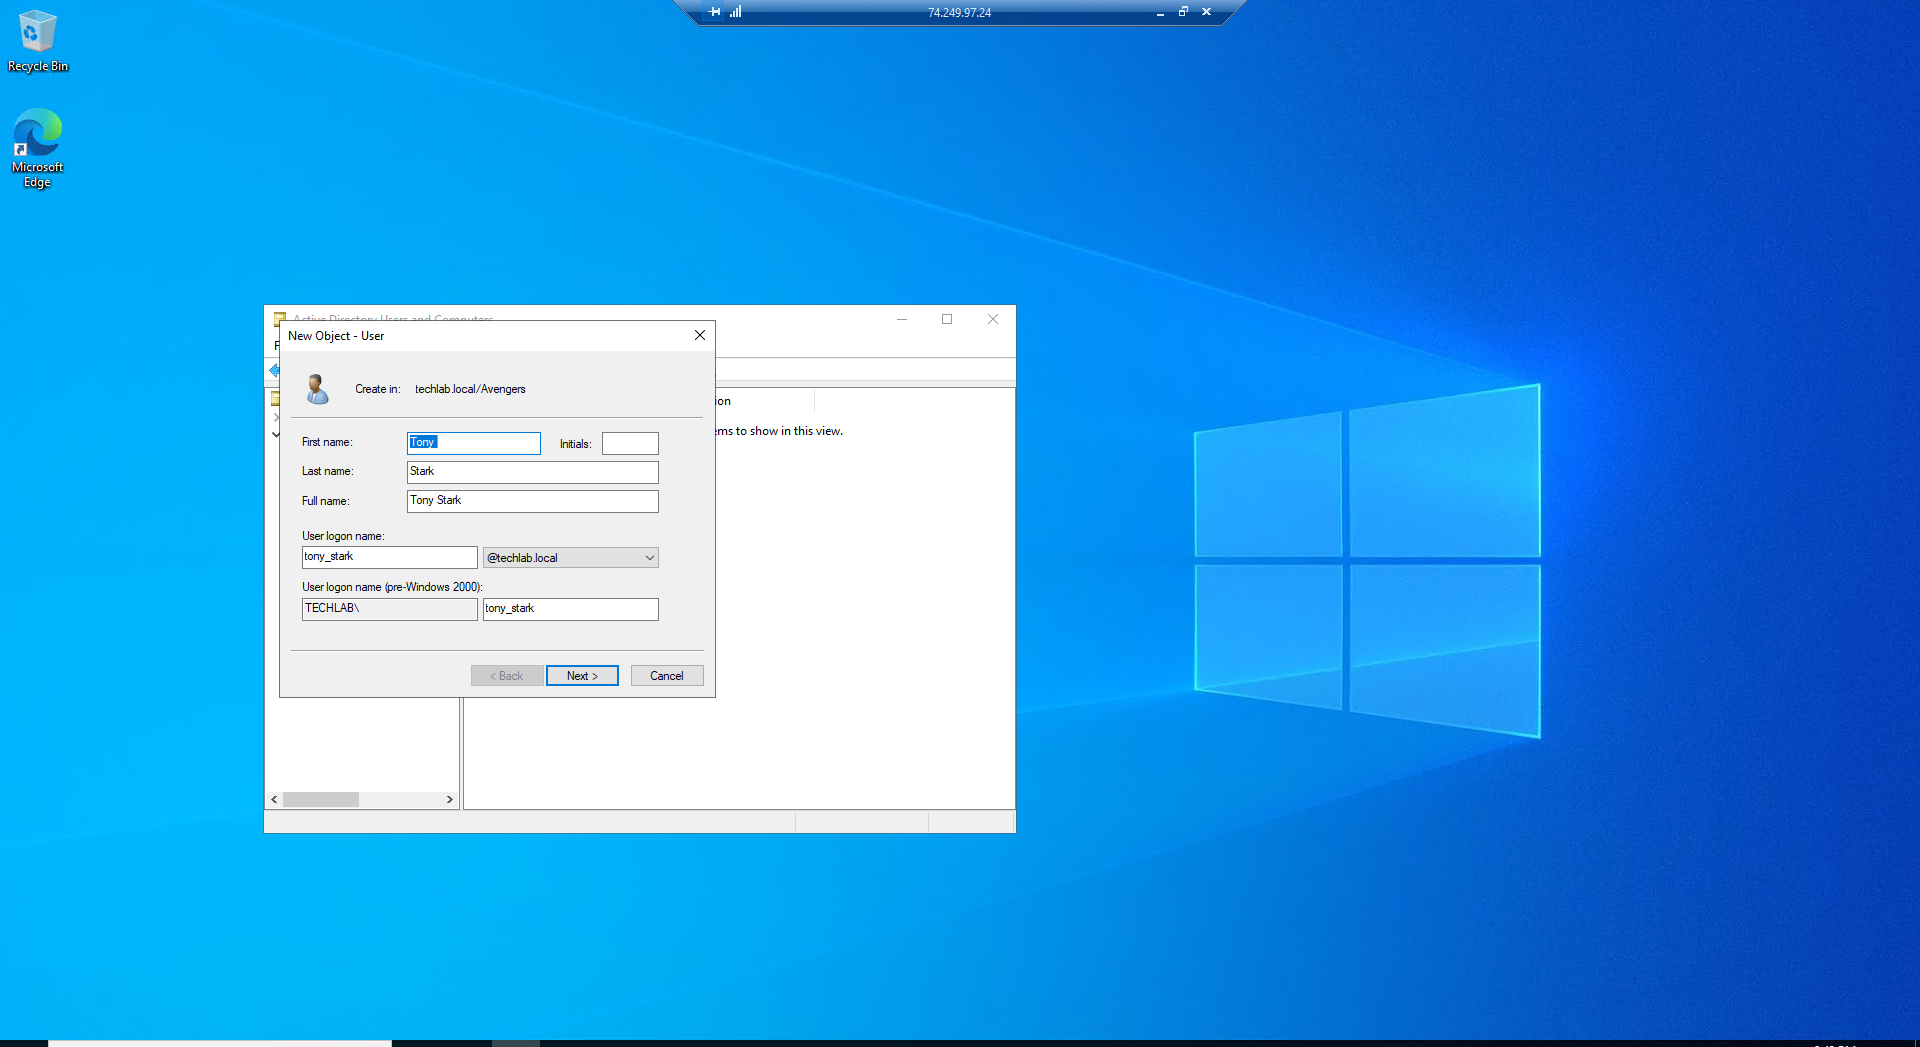 74.249.97.24
Recycle Bin
Microsoft
Edge
Active Directory Users and Computers
New Object - User
Create in: techlab.local/Avengers
First name: Tony Initials:
Last name: Stark
Full name: Tony Stark
User logon name:
tony_stark @techlab.local
User logon name (pre-Windows 2000):
TECHLAB\ tony_stark
< Back Next > Cancel
to show in this view.